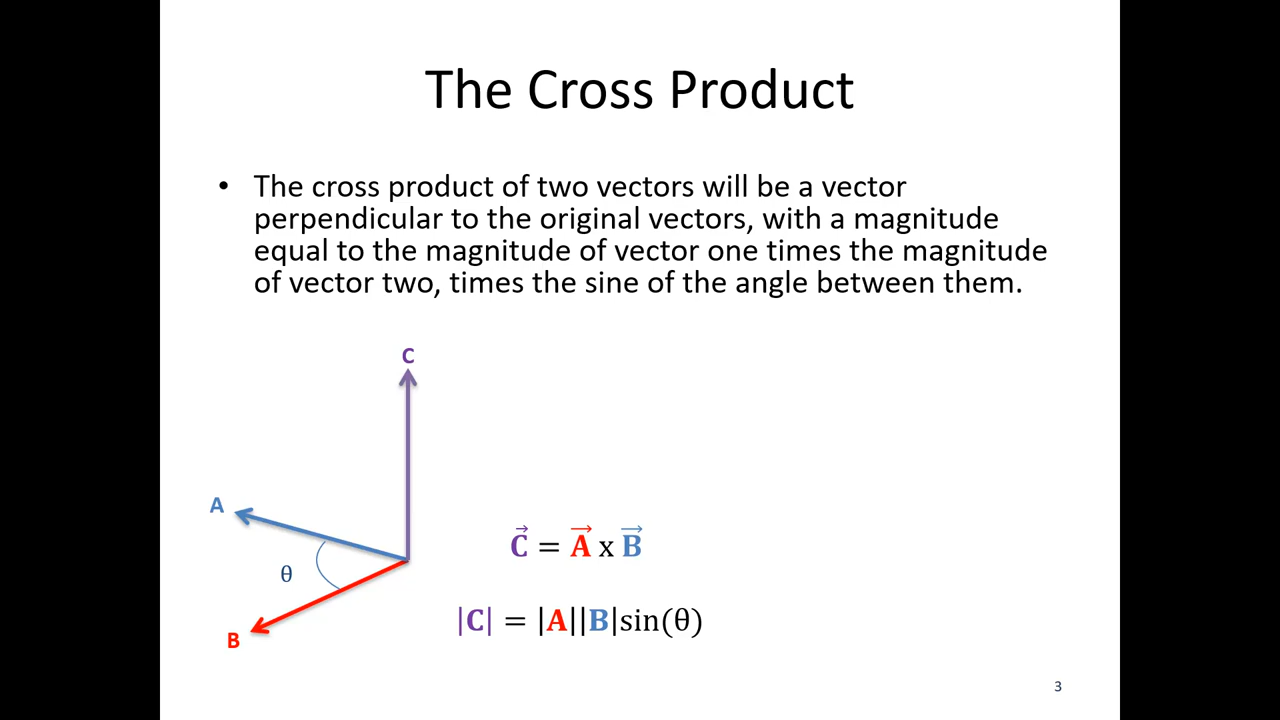 The Cross Product
• The cross product of two vectors will be a vector
perpendicular to the original vectors, with a magnitude
equal to the magnitude of vector one times the magnitude
of vector two, times the sine of the angle between them.
C
A
θ
B
C⃗ = A⃗ x B⃗
|C| = |A||B|sin(θ)
3